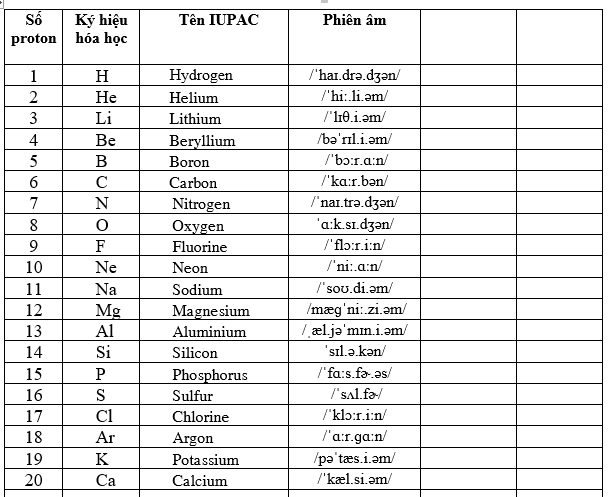 Số proton Ký hiệu hóa học Tên IUPAC Phiên âm
1 H Hydrogen /ˈhaɪ.drə.dʒən/
2 He Helium /ˈhiː.li.əm/
3 Li Lithium /ˈlɪθ.i.əm/
4 Be Beryllium /bəˈrɪl.i.əm/
5 B Boron /ˈbɔːr.ɑːn/
6 C Carbon /ˈkɑːr.bən/
7 N Nitrogen /ˈnaɪ.trə.dʒən/
8 O Oxygen ˈɑːk.sɪ.dʒən/
9 F Fluorine /ˈflɔːr.iːn/
10 Ne Neon /ˈniː.ɑːn/
11 Na Sodium /ˈsoʊ.di.əm/
12 Mg Magnesium /mæɡˈniː.zi.əm/
13 Al Aluminium /ˌæl.jəˈmɪn.i.əm/
14 Si Silicon ˈsɪl.ə.kən/
15 P Phosphorus /ˈfɑːs.fɚ.əs/
16 S Sulfur /ˈsʌl.fɚ/
17 Cl Chlorine /ˈklɔːr.iːn/
18 Ar Argon /ˈɑːr.ɡɑːn/
19 K Potassium /pəˈtæs.i.əm/
20 Ca Calcium /ˈkæl.si.əm/